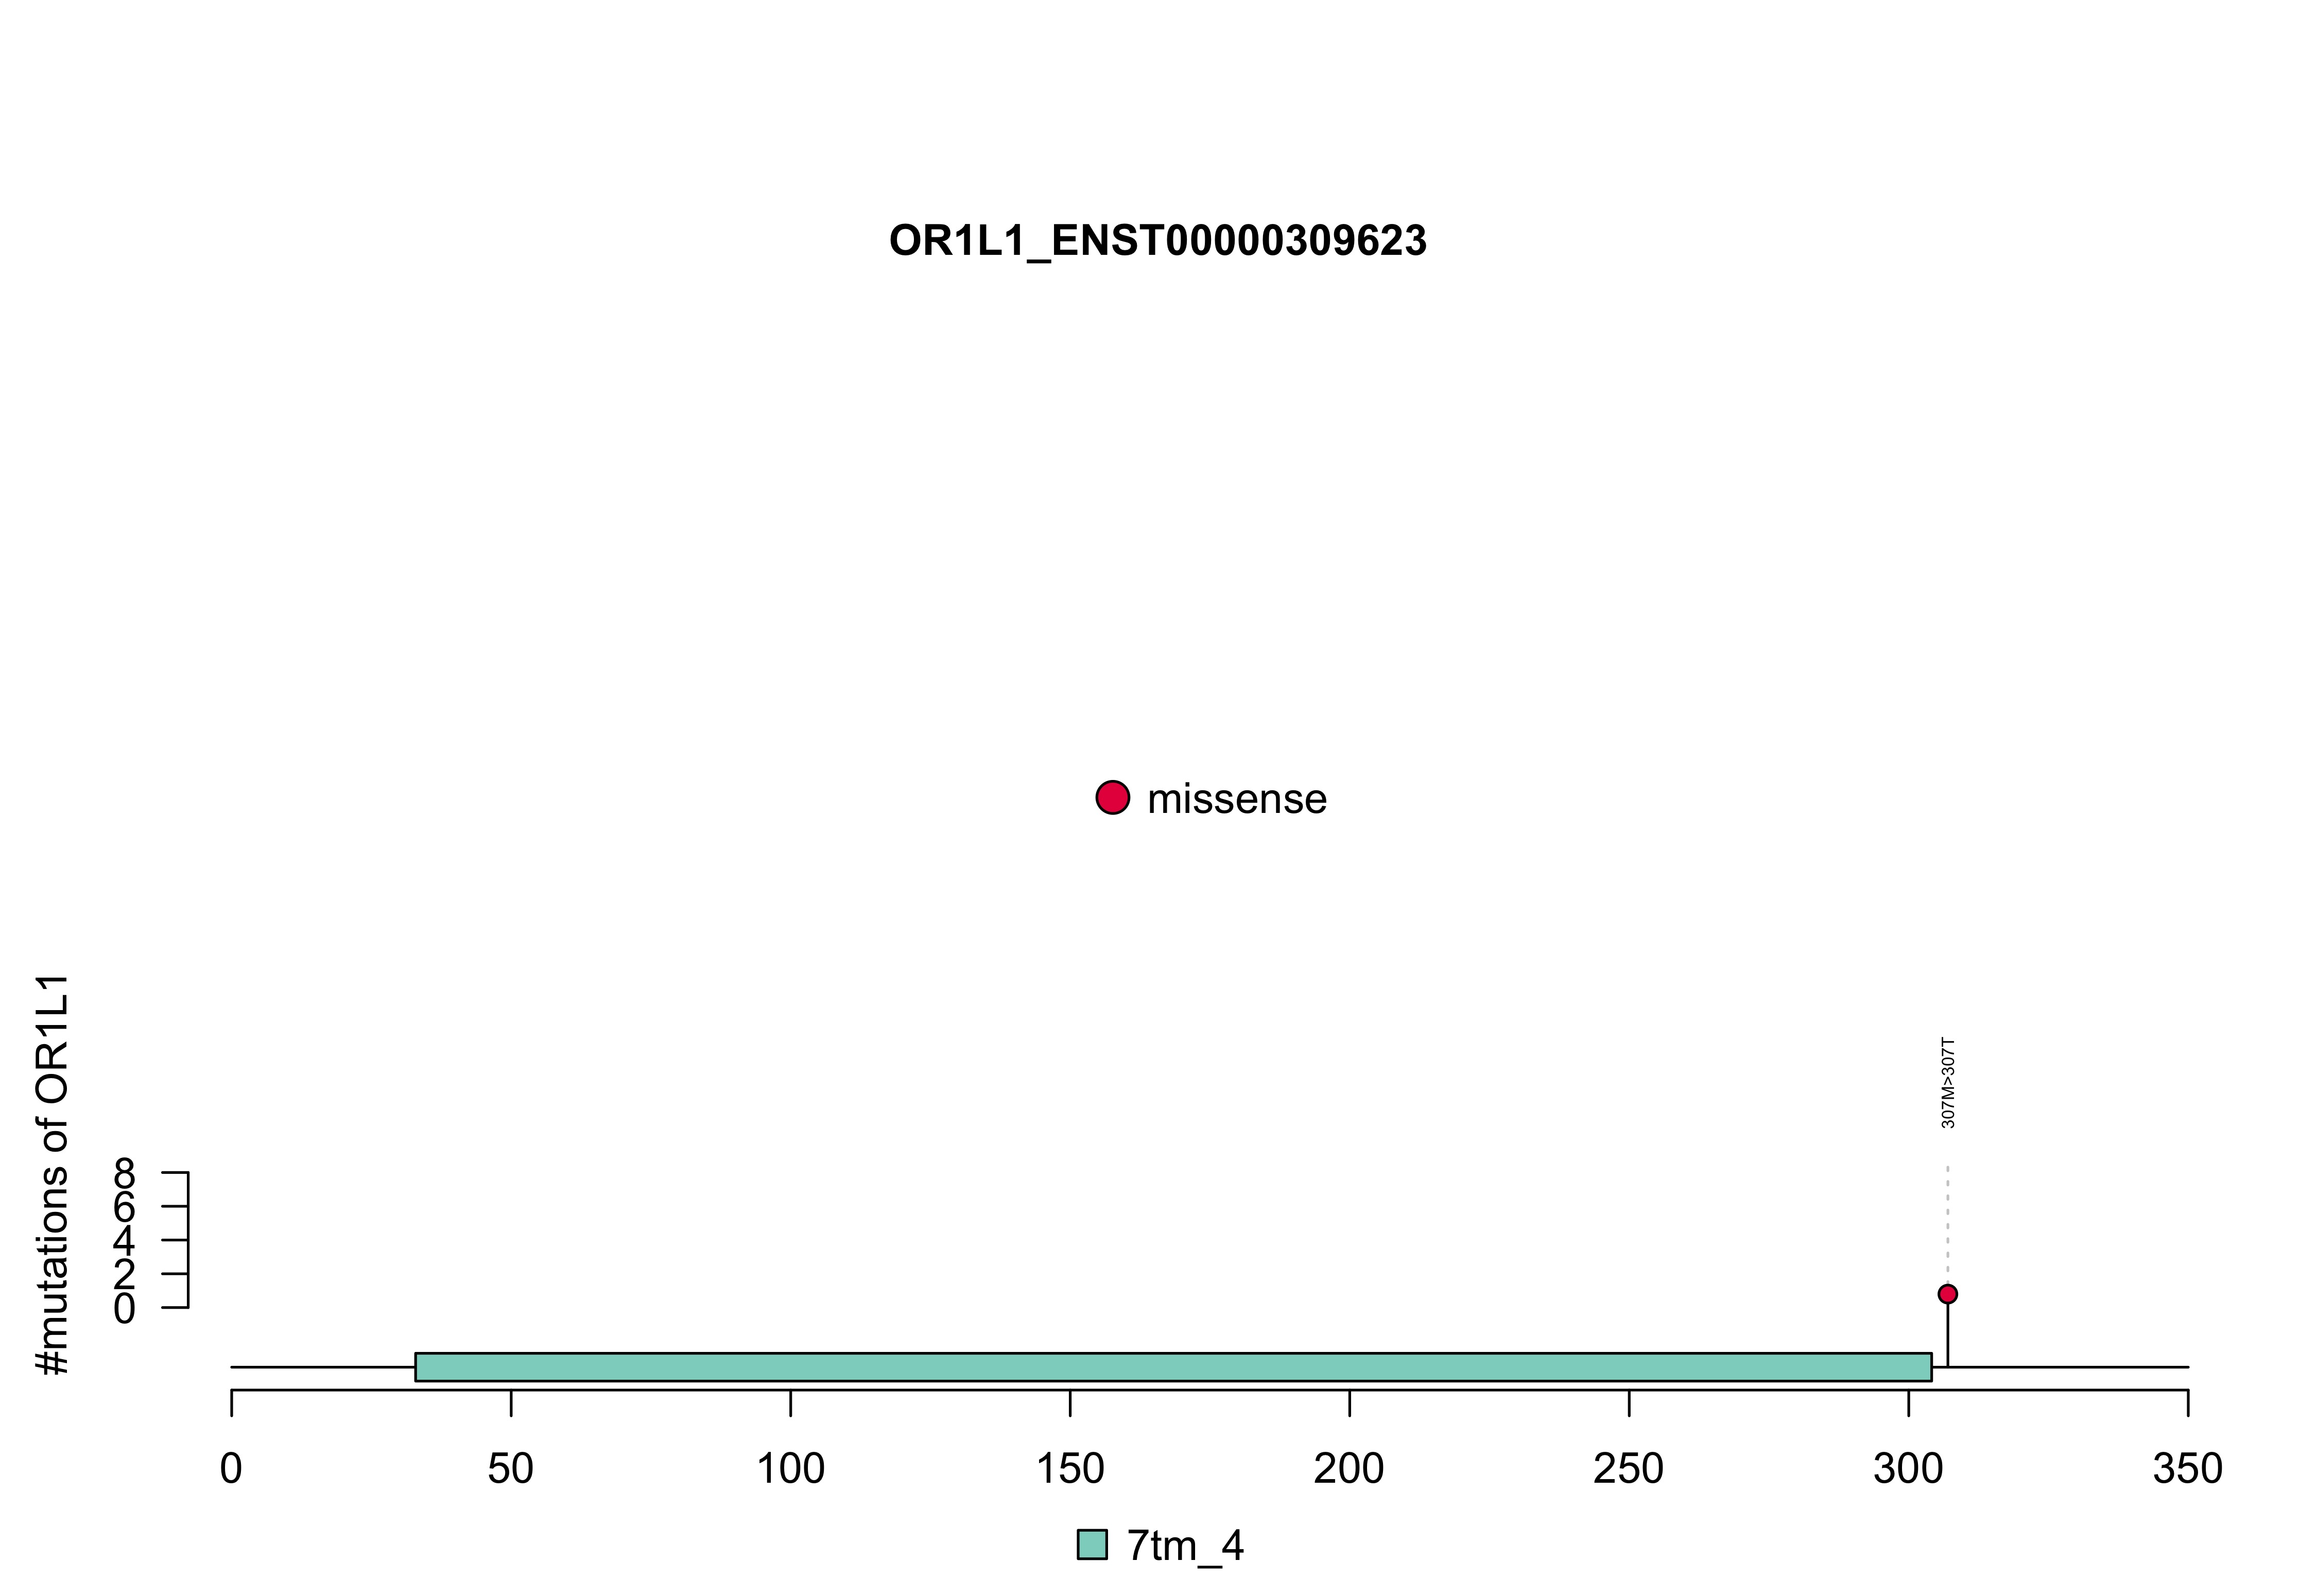 OR1L1_ENST00000309623
missense
#mutations of OR1L1
307M>307T
8
6
4
2
0
0 50 100 150 200 250 300 350
7tm_4